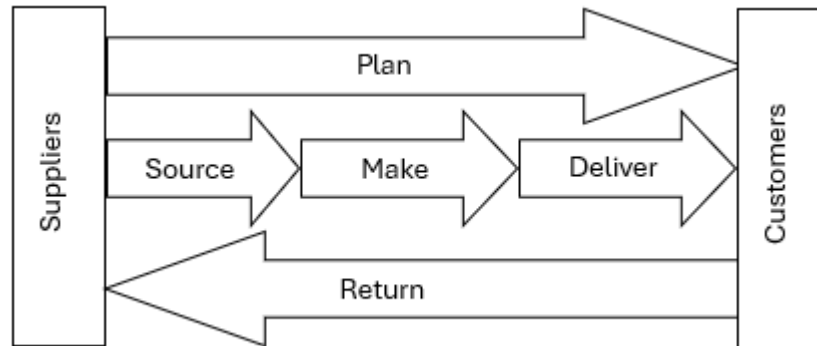 Suppliers
Plan
Source
Make
Deliver
Return
Customers